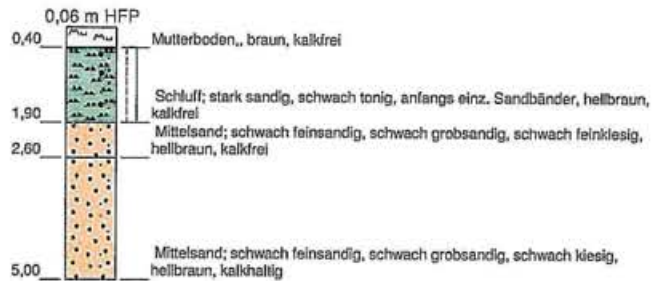 0,06 m HFP
0,40 Mutterboden,, braun, kalkfrei
Schluff; stark sandig, schwach tonig, anfangs einz. Sandbänder, hellbraun,
1,90 kalkfrei
Mittelsand; schwach feinsandig, schwach grobsandig, schwach feinkiesig,
2,60 hellbraun, kalkfrei
Mittelsand; schwach feinsandig, schwach grobsandig, schwach kiesig,
5,00 hellbraun, kalkhaltig